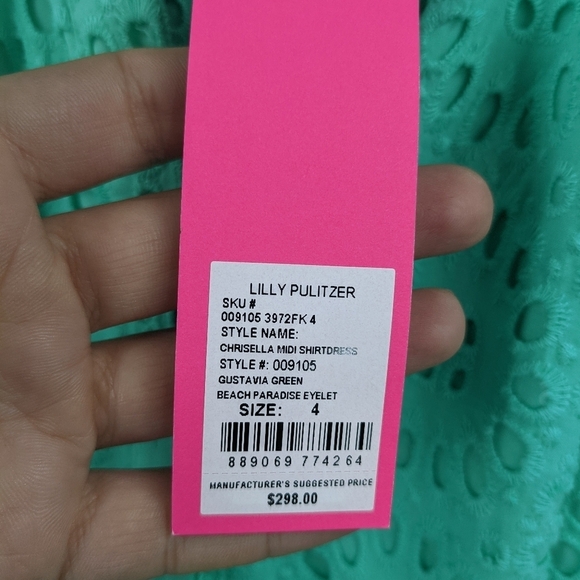 LILLY PULITZER
SKU #
009105 3972FK 4
STYLE NAME:
CHRISELLA MIDI SHIRTDRESS
STYLE #: 009105
GUSTAVIA GREEN
BEACH PARADISE EYELET
SIZE: 4
889069 774264
MANUFACTURER'S SUGGESTED PRICE
$298.00